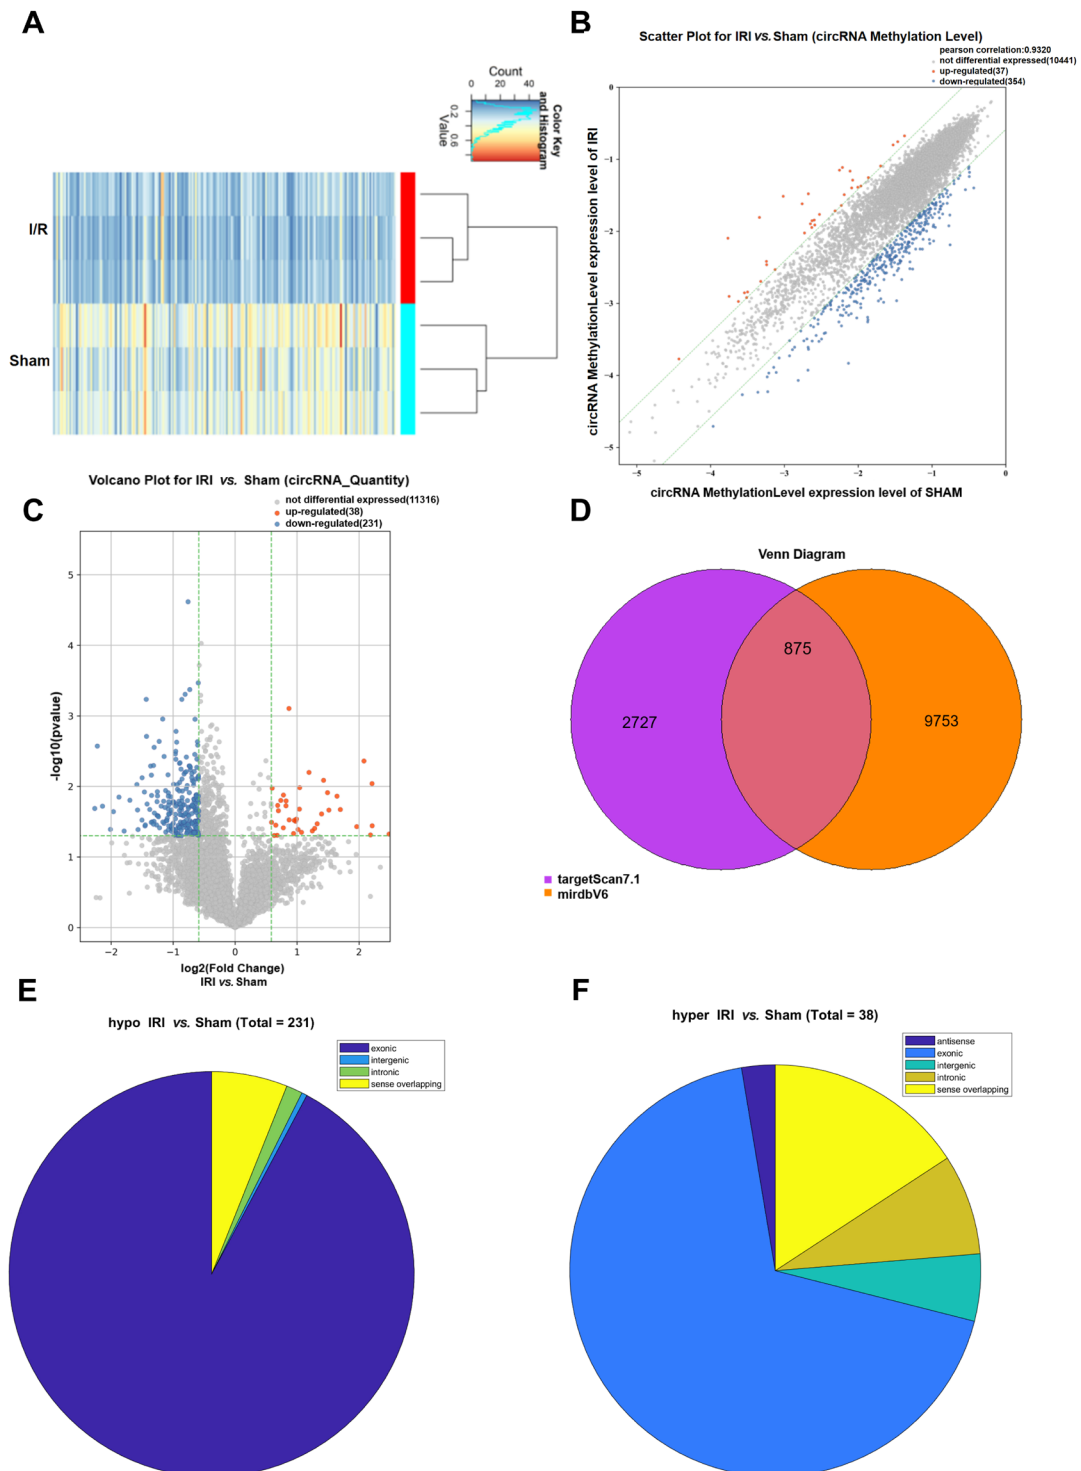 A
Count
0 20 40
0.2
0.6
Value
Color Key
and Histogram
I/R
Sham
B
Scatter Plot for IRI vs. Sham (circRNA Methylation Level)
pearson correlation:0.9320
not differential expressed(10441)
up-regulated(37)
down-regulated(354)
circRNA MethylationLevel expression level of IRI
0
−1
−2
−3
−4
−5
−5 −4 −3 −2 −1 0
circRNA MethylationLevel expression level of SHAM
Volcano Plot for IRI vs. Sham (circRNA_Quantity)
C
not differential expressed(11316)
up-regulated(38)
down-regulated(231)
-log10(pvalue)
5
4
3
2
1
0
−2 −1 0 1 2
log2(Fold Change)
IRI vs. Sham
D
Venn Diagram
2727
875
9753
targetScan7.1
mirdbV6
E
hypo IRI vs. Sham (Total = 231)
exonic
intergenic
intronic
sense overlapping
F
hyper IRI vs. Sham (Total = 38)
antisense
exonic
intergenic
intronic
sense overlapping